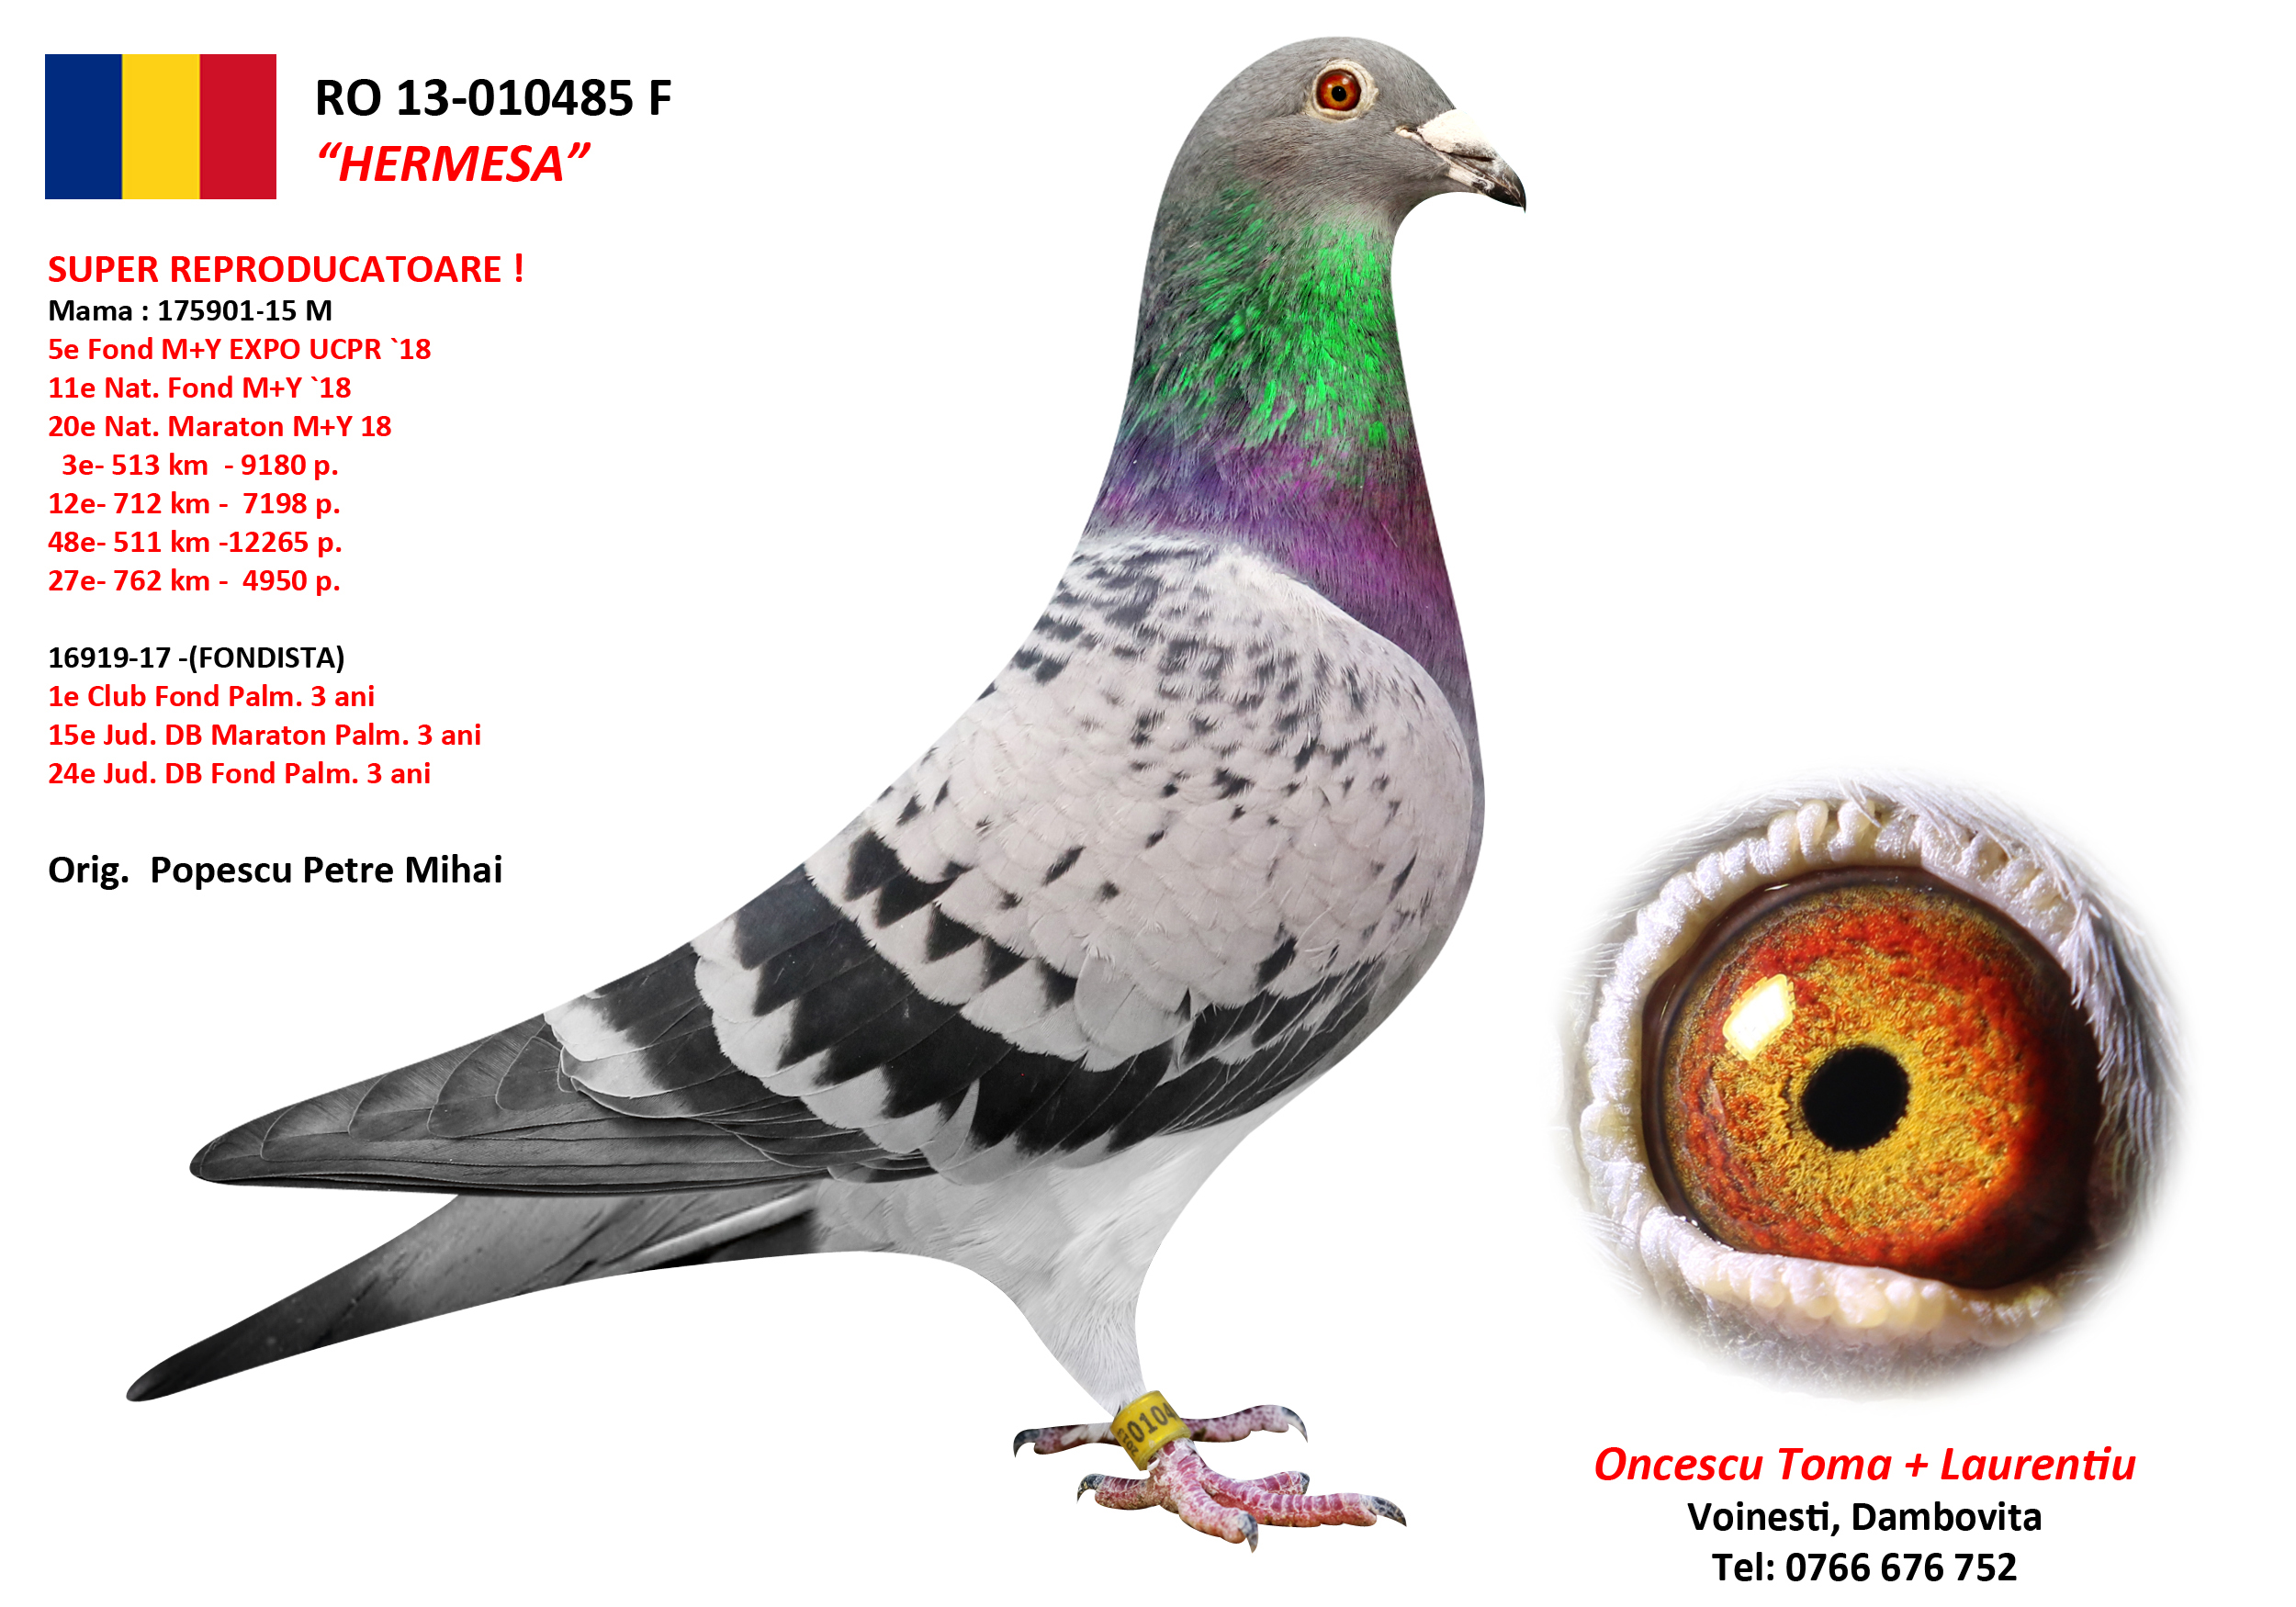 RO 13-010485 F
“HERMESA”
SUPER REPRODUCATOARE !
Mama : 175901-15 M
5e Fond M+Y EXPO UCPR `18
11e Nat. Fond M+Y `18
20e Nat. Maraton M+Y 18
3e- 513 km - 9180 p.
12e- 712 km - 7198 p.
48e- 511 km -12265 p.
27e- 762 km - 4950 p.
16919-17 -(FONDISTA)
1e Club Fond Palm. 3 ani
15e Jud. DB Maraton Palm. 3 ani
24e Jud. DB Fond Palm. 3 ani
Orig. Popescu Petre Mihai
0104
Oncescu Toma + Laurentiu
Voinesti, Dambovita
Tel: 0766 676 752